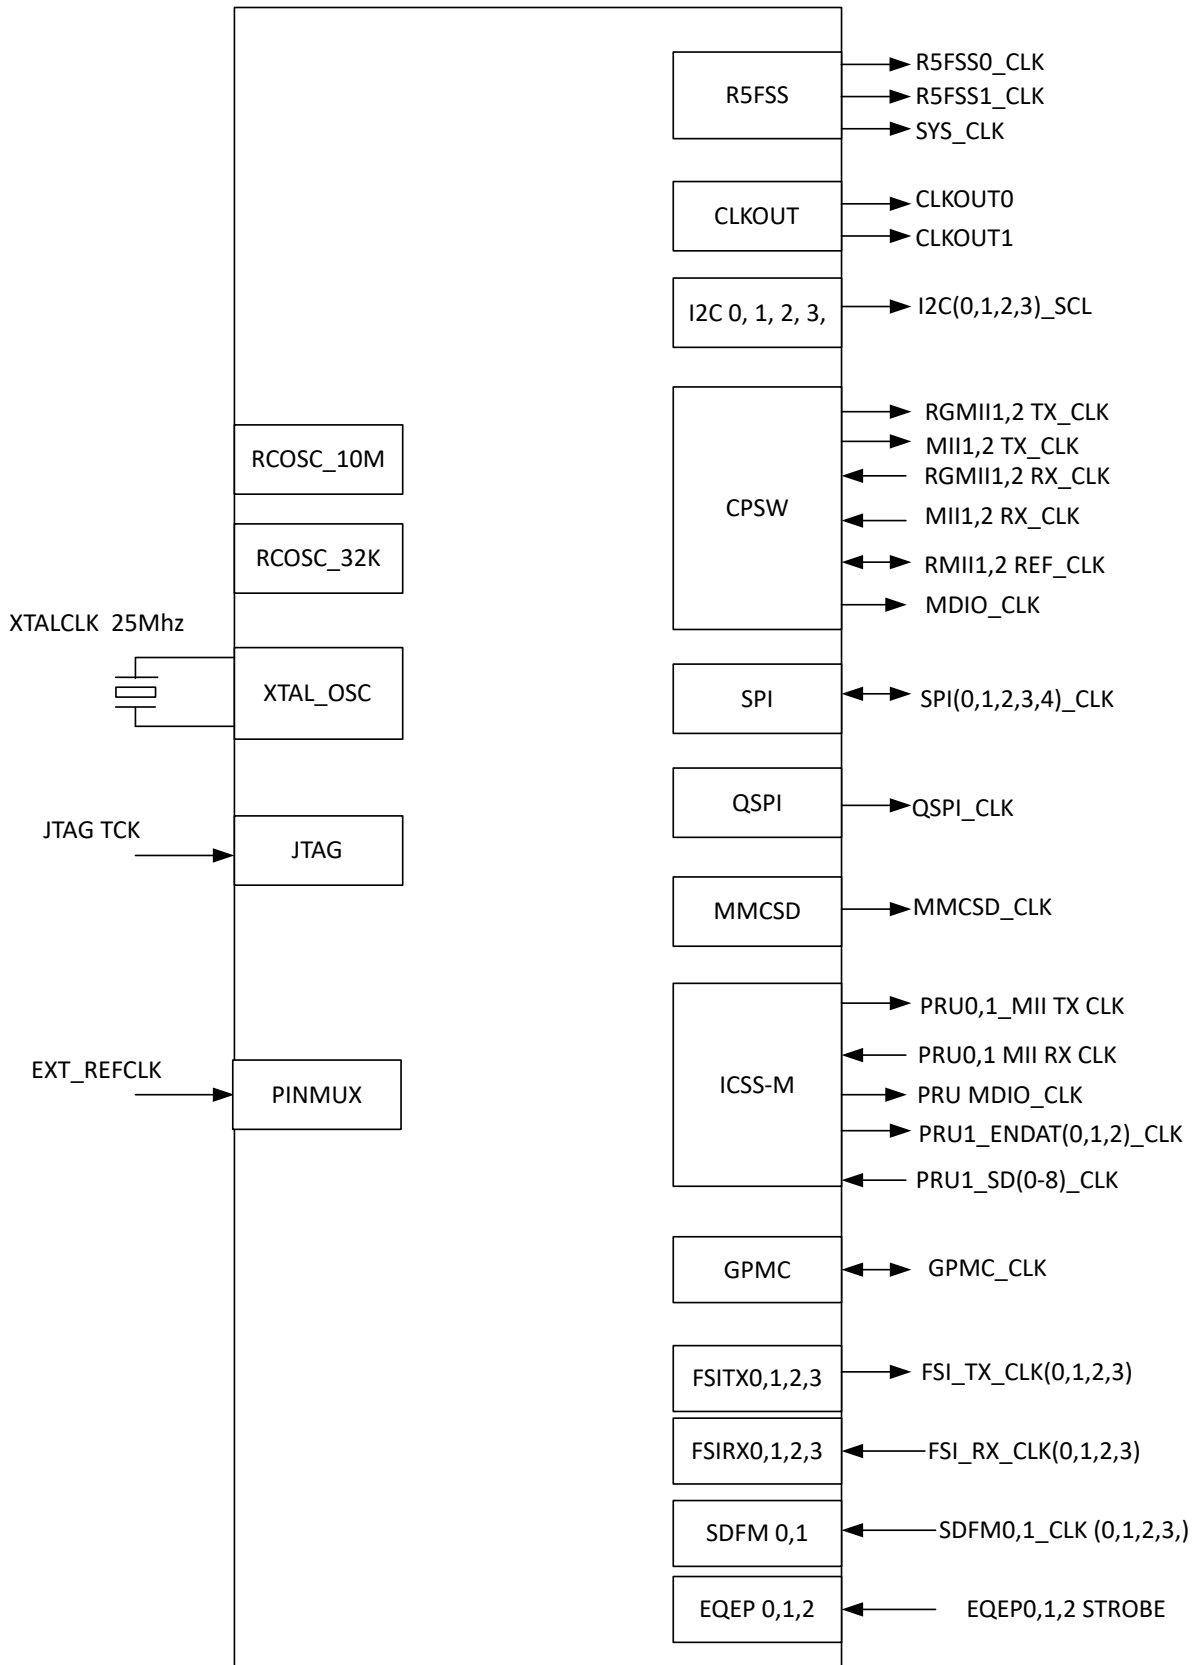 R5FSS
R5FSS0_CLK
R5FSS1_CLK
SYS_CLK
CLKOUT
CLKOUT0
CLKOUT1
I2C 0, 1, 2, 3,
I2C(0,1,2,3)_SCL
CPSW
RGMII1,2 TX_CLK
MII1,2 TX_CLK
RGMII1,2 RX_CLK
MII1,2 RX_CLK
RMII1,2 REF_CLK
MDIO_CLK
RCOSC_10M
RCOSC_32K
XTALCLK  25Mhz
XTAL_OSC
SPI
SPI(0,1,2,3,4)_CLK
QSPI
QSPI_CLK
JTAG TCK
JTAG
MMCSD
MMCSD_CLK
ICSS-M
PRU0,1_MII TX CLK
PRU0,1 MII RX CLK
PRU MDIO_CLK
PRU1_ENDAT(0,1,2)_CLK
PRU1_SD(0-8)_CLK
EXT_REFCLK
PINMUX
GPMC
GPMC_CLK
FSITX0,1,2,3
FSI_TX_CLK(0,1,2,3)
FSIRX0,1,2,3
FSI_RX_CLK(0,1,2,3)
SDFM 0,1
SDFM0,1_CLK (0,1,2,3,)
EQEP 0,1,2
EQEP0,1,2 STROBE